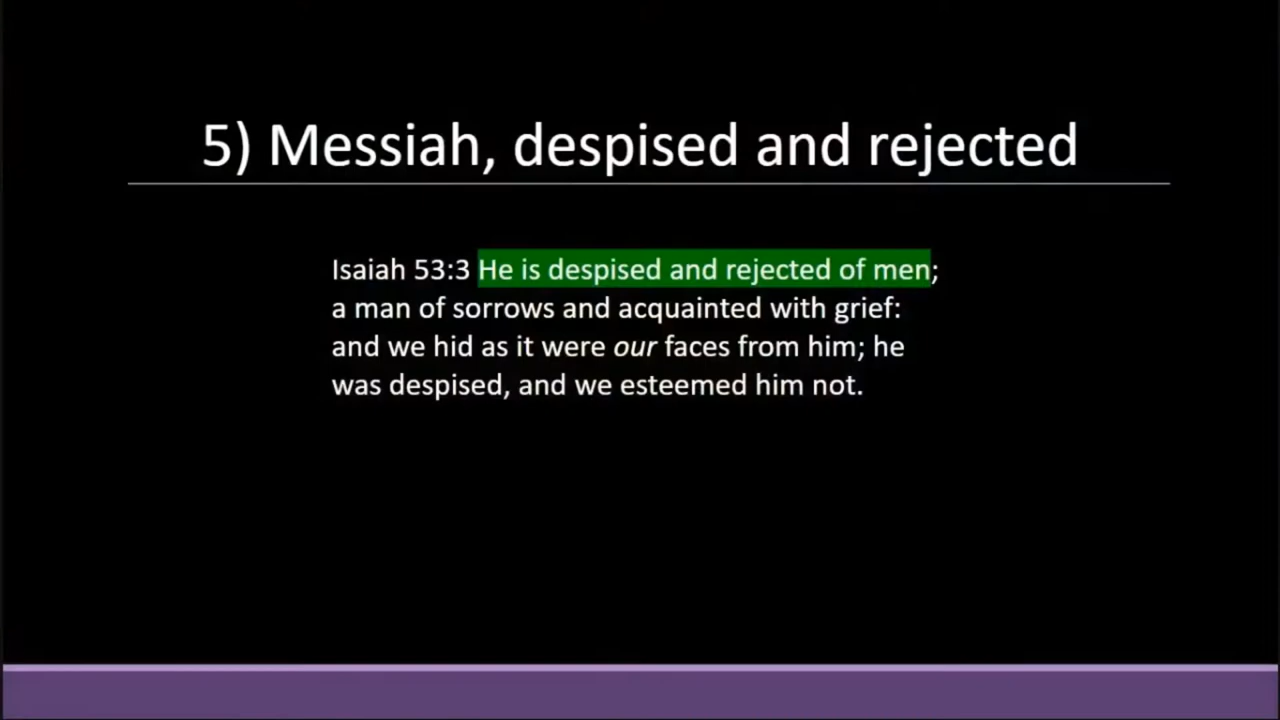 5) Messiah, despised and rejected
Isaiah 53:3 He is despised and rejected of men;
a man of sorrows and acquainted with grief:
and we hid as it were our faces from him; he
was despised, and we esteemed him not.